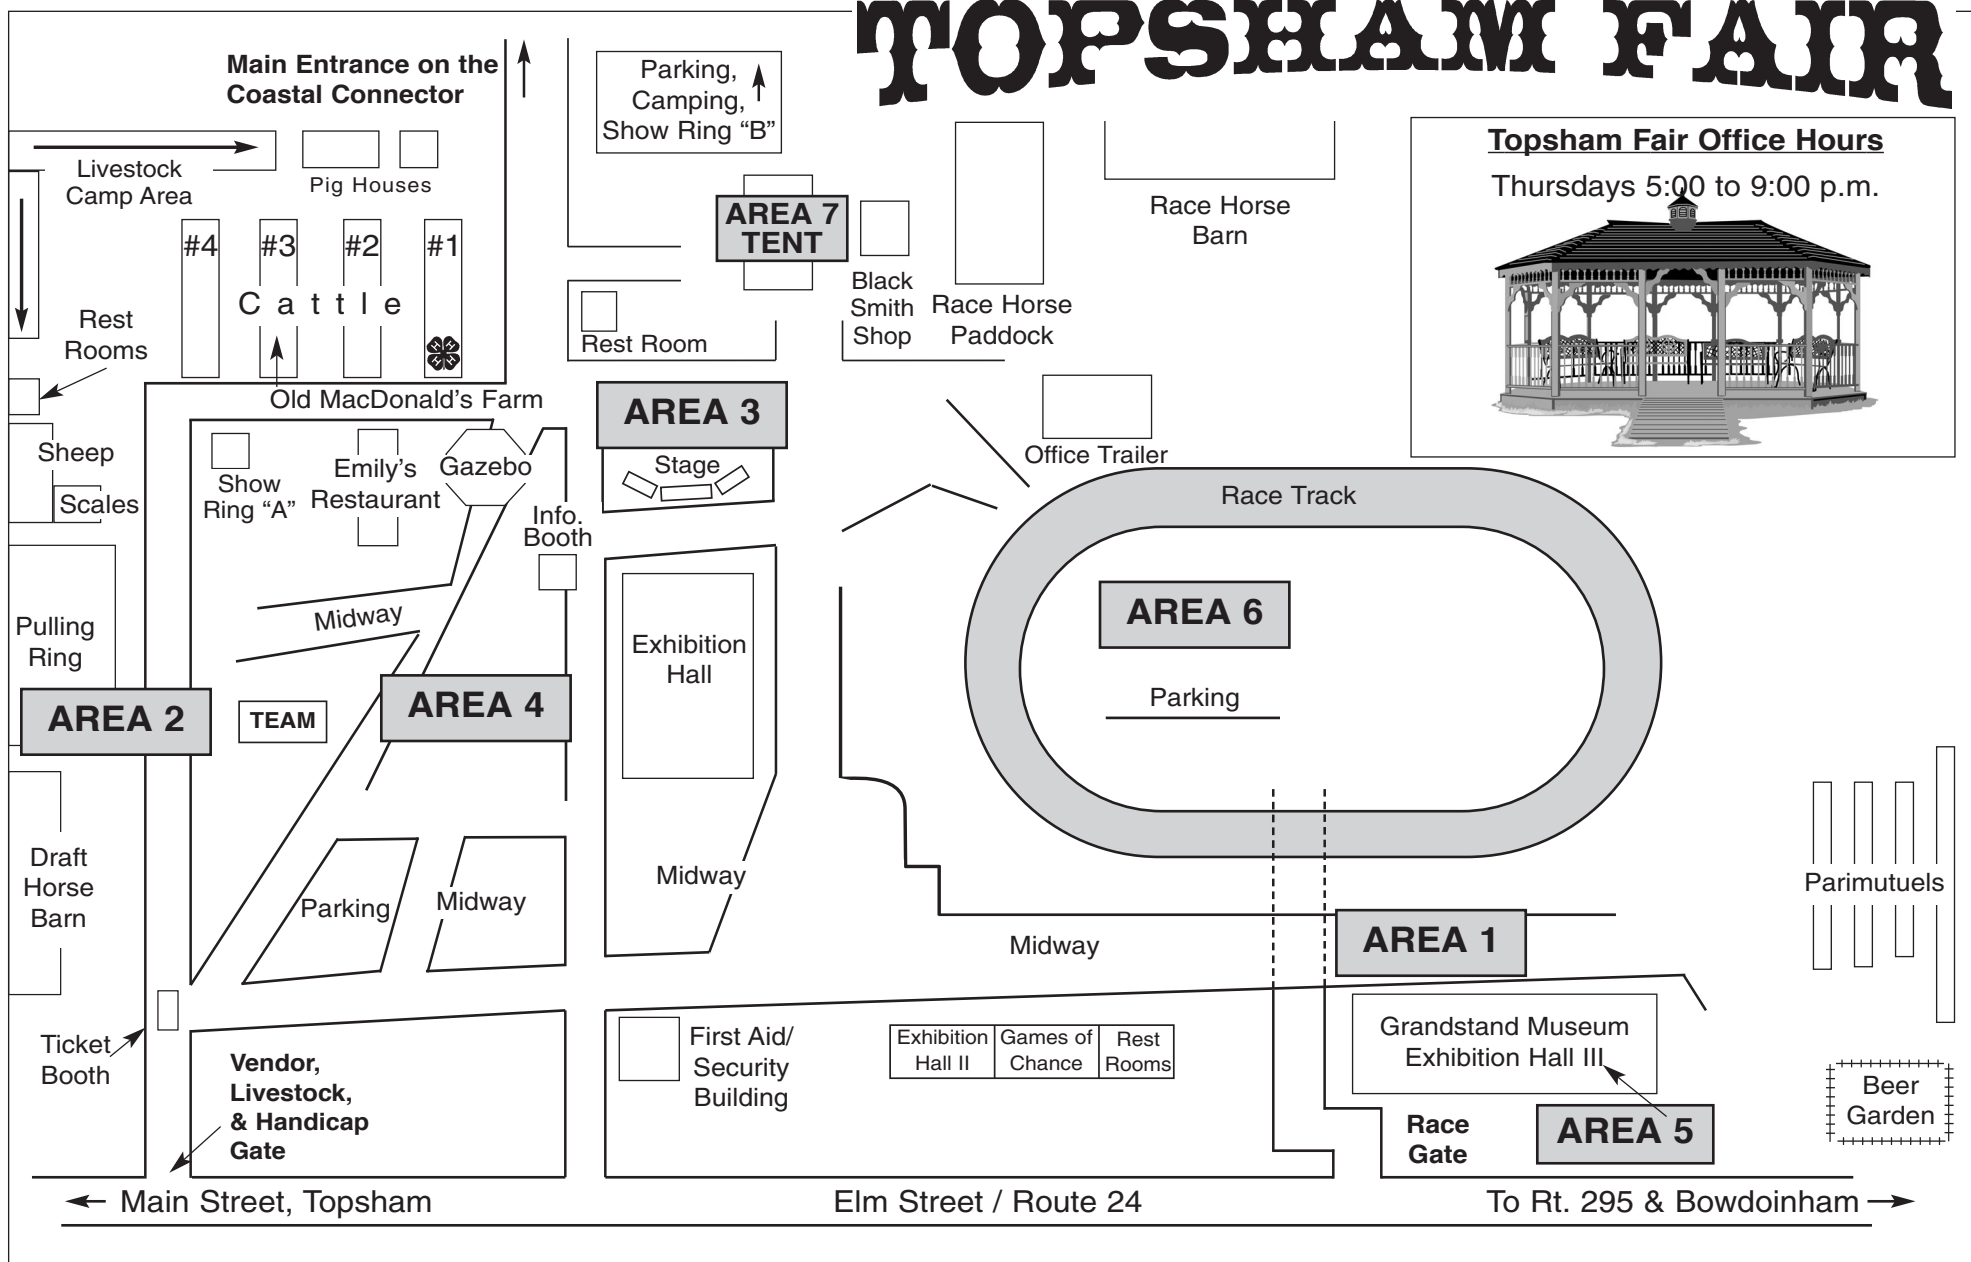 TOPSHAM FAIR
Main Entrance on the
Coastal Connector
Parking,
Camping,
Show Ring “B”
Topsham Fair Office Hours
Thursdays 5:00 to 9:00 p.m.
Livestock
Camp Area
Pig Houses
#4
#3
#2
#1
Cattle
AREA 7
TENT
Black
Smith
Shop
Race Horse
Paddock
Race Horse
Barn
Rest
Rooms
Rest Room
Old MacDonald’s Farm
AREA 3
Stage
Office Trailer
Sheep
Scales
Show
Ring “A”
Emily’s
Restaurant
Gazebo
Info.
Booth
Race Track
Pulling
Ring
Midway
Exhibition
Hall
AREA 6
Parking
AREA 2
TEAM
AREA 4
Draft
Horse
Barn
Parking
Midway
Midway
Midway
AREA 1
Parimutuels
Ticket
Booth
Vendor,
Livestock,
& Handicap
Gate
First Aid/
Security
Building
Exhibition
Hall II
Games of
Chance
Rest
Rooms
Grandstand Museum
Exhibition Hall III
Race
Gate
AREA 5
Beer
Garden
Main Street, Topsham
Elm Street / Route 24
To Rt. 295 & Bowdoinham